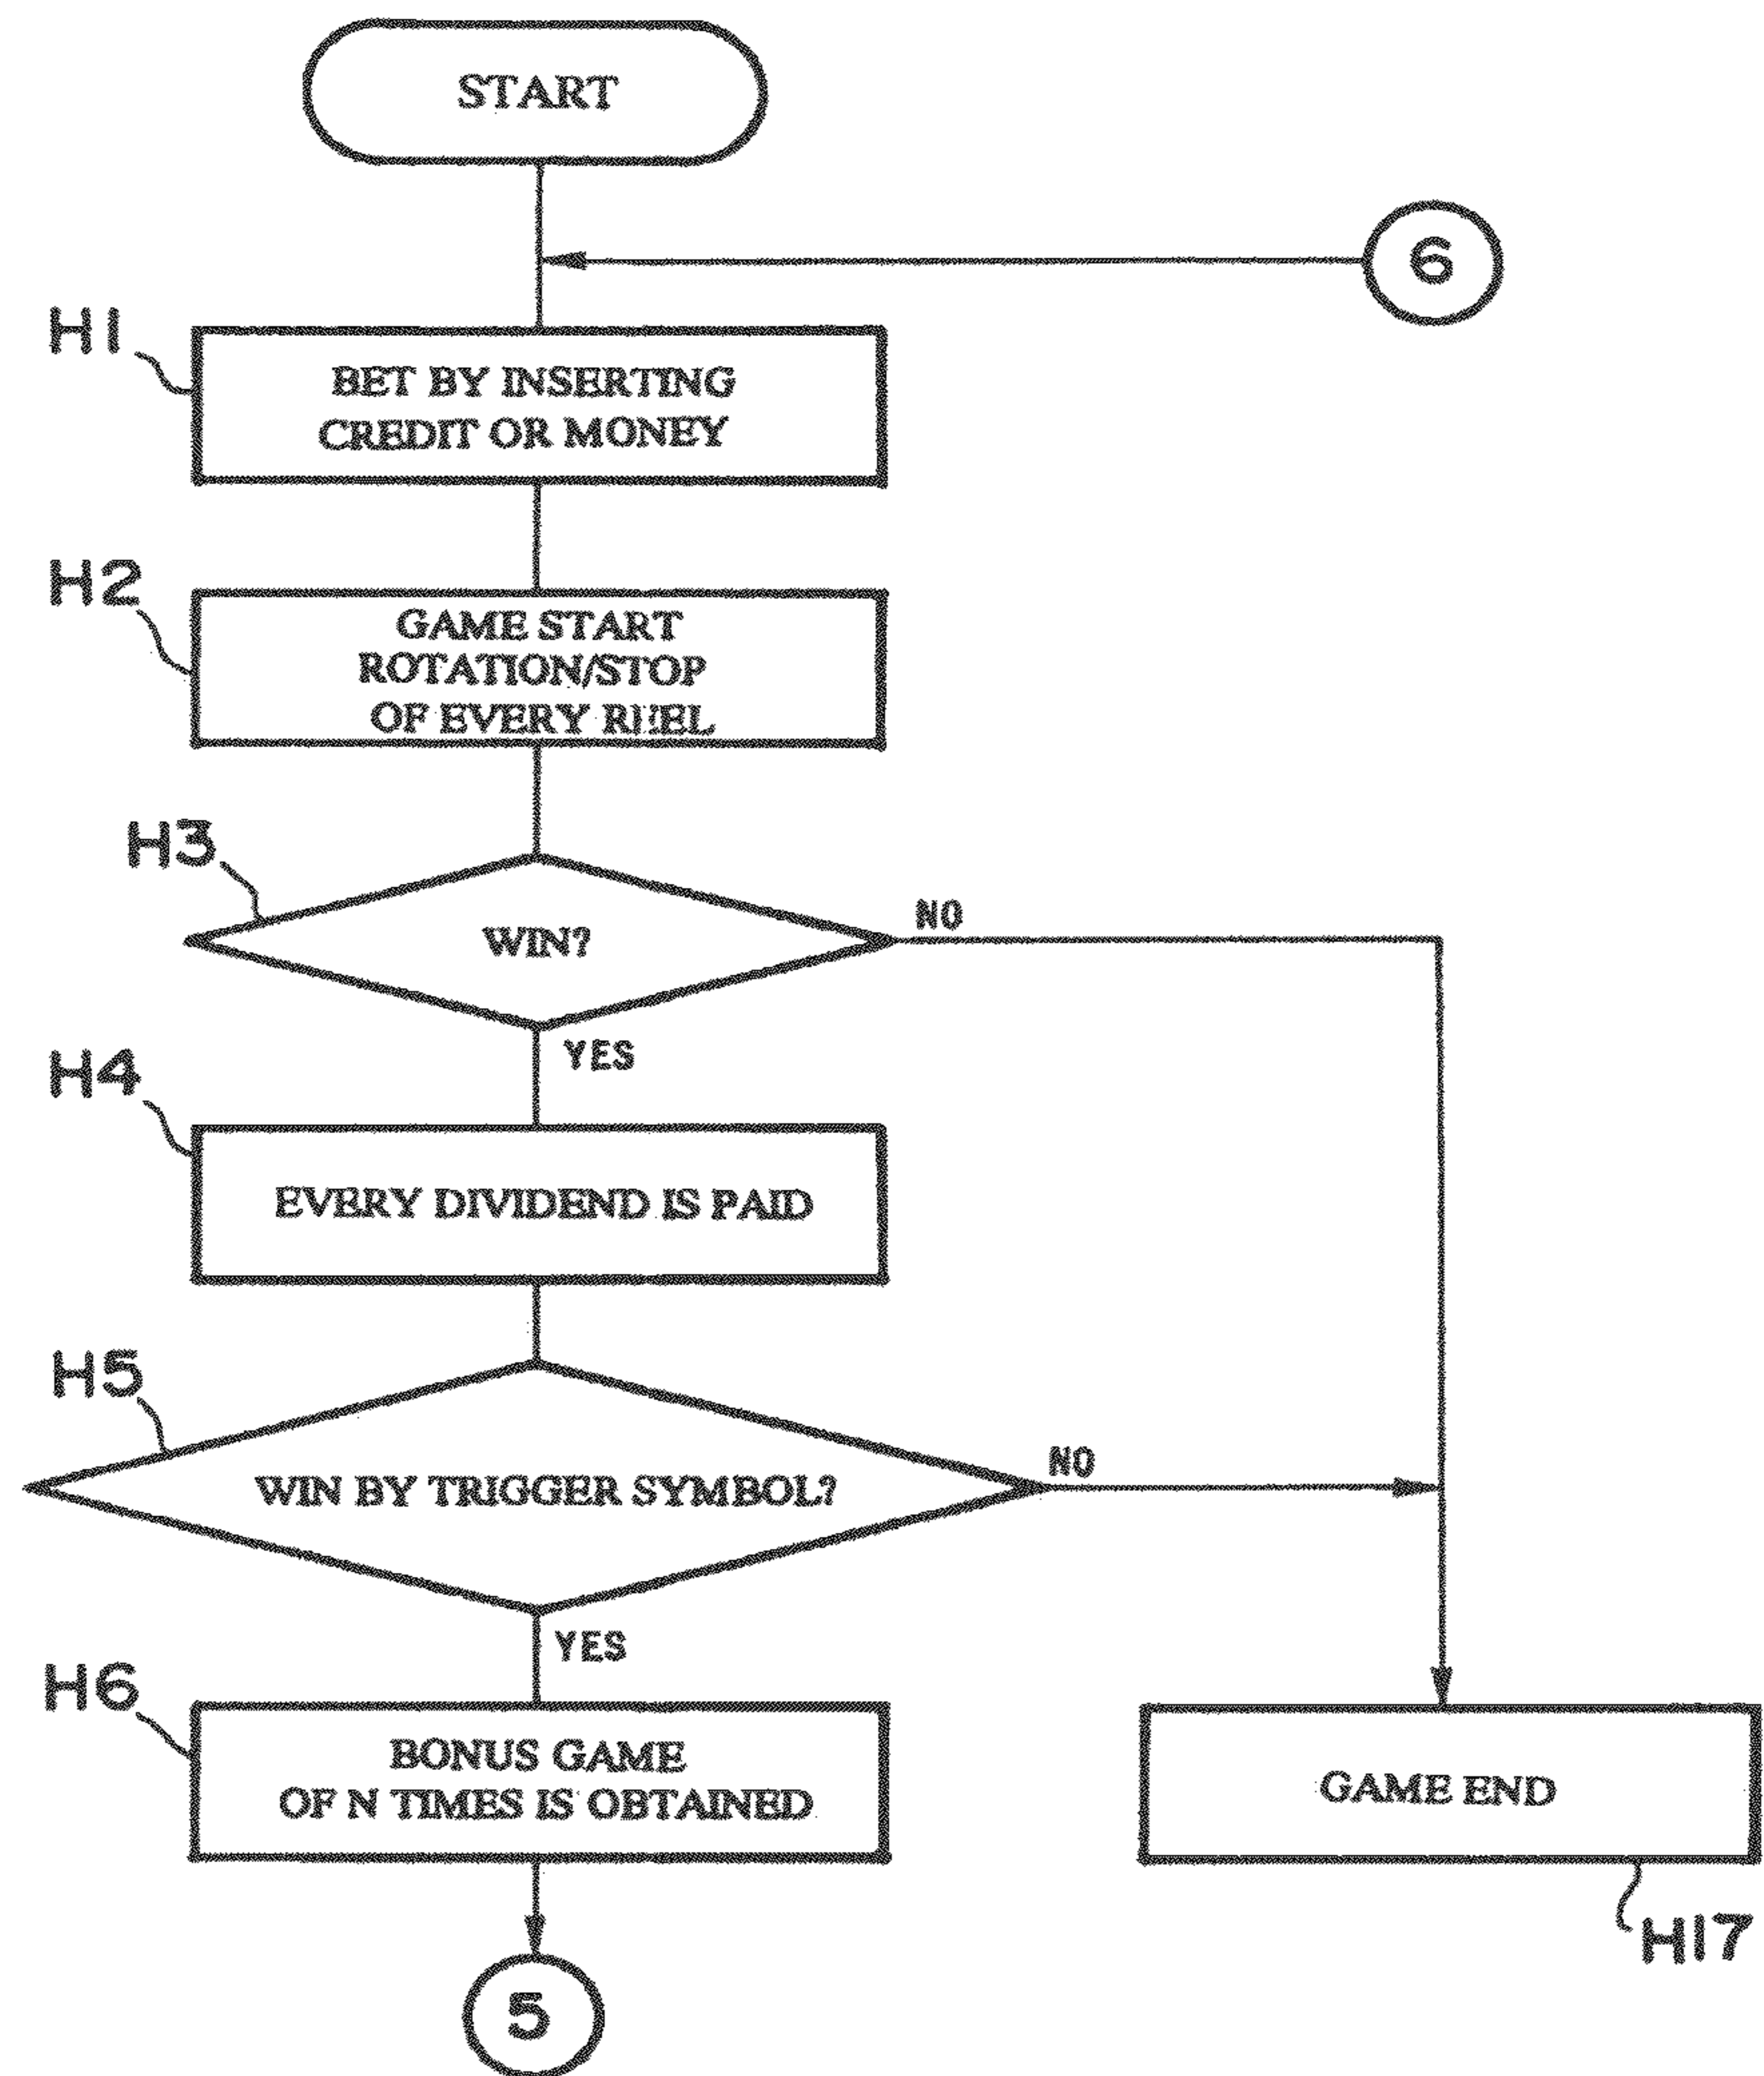 START
6
H1
BET BY INSERTING
CREDIT OR MONEY
H2
GAME START
ROTATION/STOP
OF EVERY REEL
H3
WIN?
NO
YES
H4
EVERY DIVIDEND IS PAID
H5
WIN BY TRIGGER SYMBOL?
NO
YES
H6
BONUS GAME
OF N TIMES IS OBTAINED
GAME END
H17
5